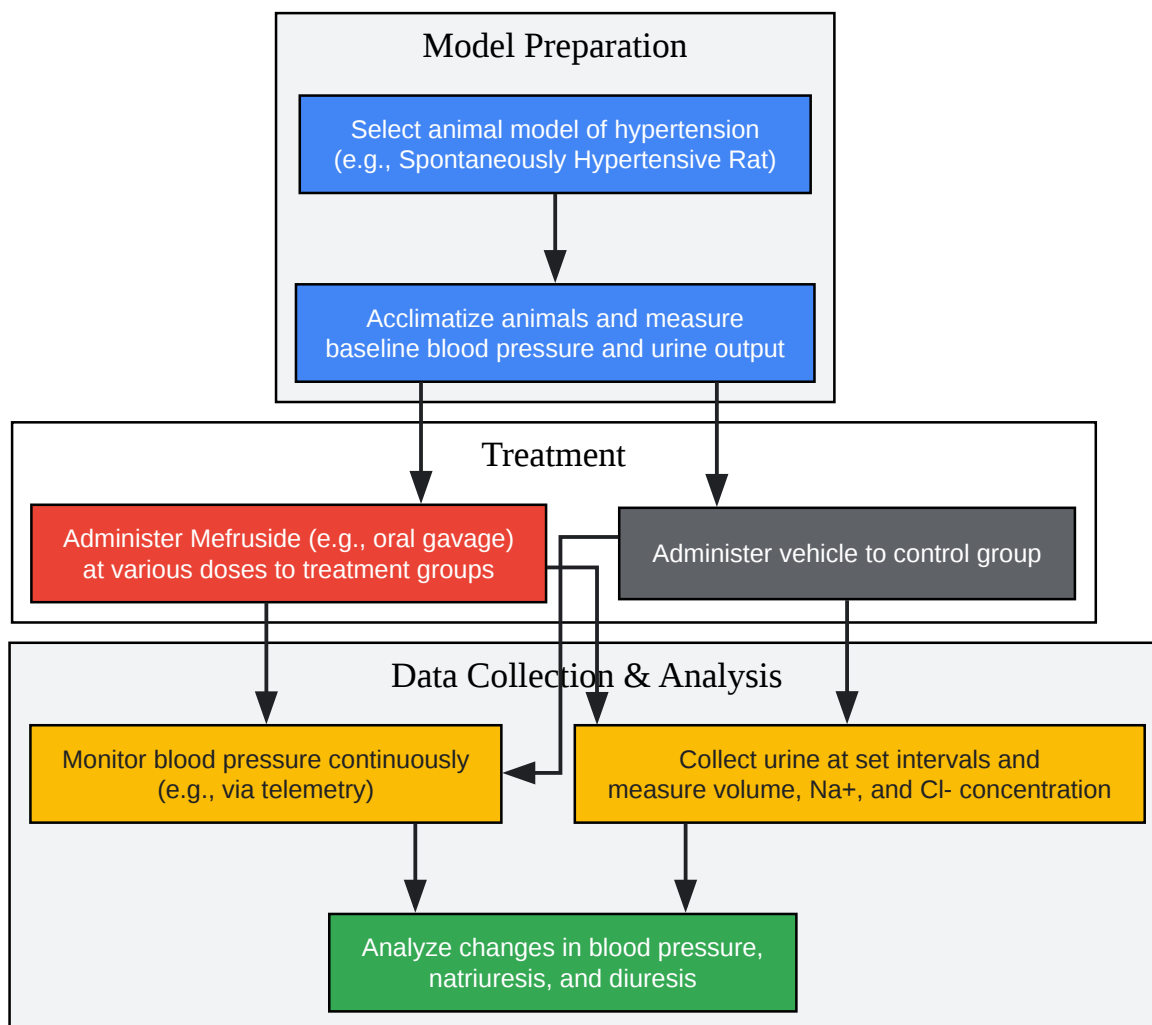 Model Preparation
Select animal model of hypertension
(e.g., Spontaneously Hypertensive Rat)
Acclimatize animals and measure
baseline blood pressure and urine output
Treatment
Administer Mefruside (e.g., oral gavage)
at various doses to treatment groups
Administer vehicle to control group
Data Collection & Analysis
Monitor blood pressure continuously
(e.g., via telemetry)
Collect urine at set intervals and
measure volume, Na+, and Cl- concentration
Analyze changes in blood pressure,
natriuresis, and diuresis